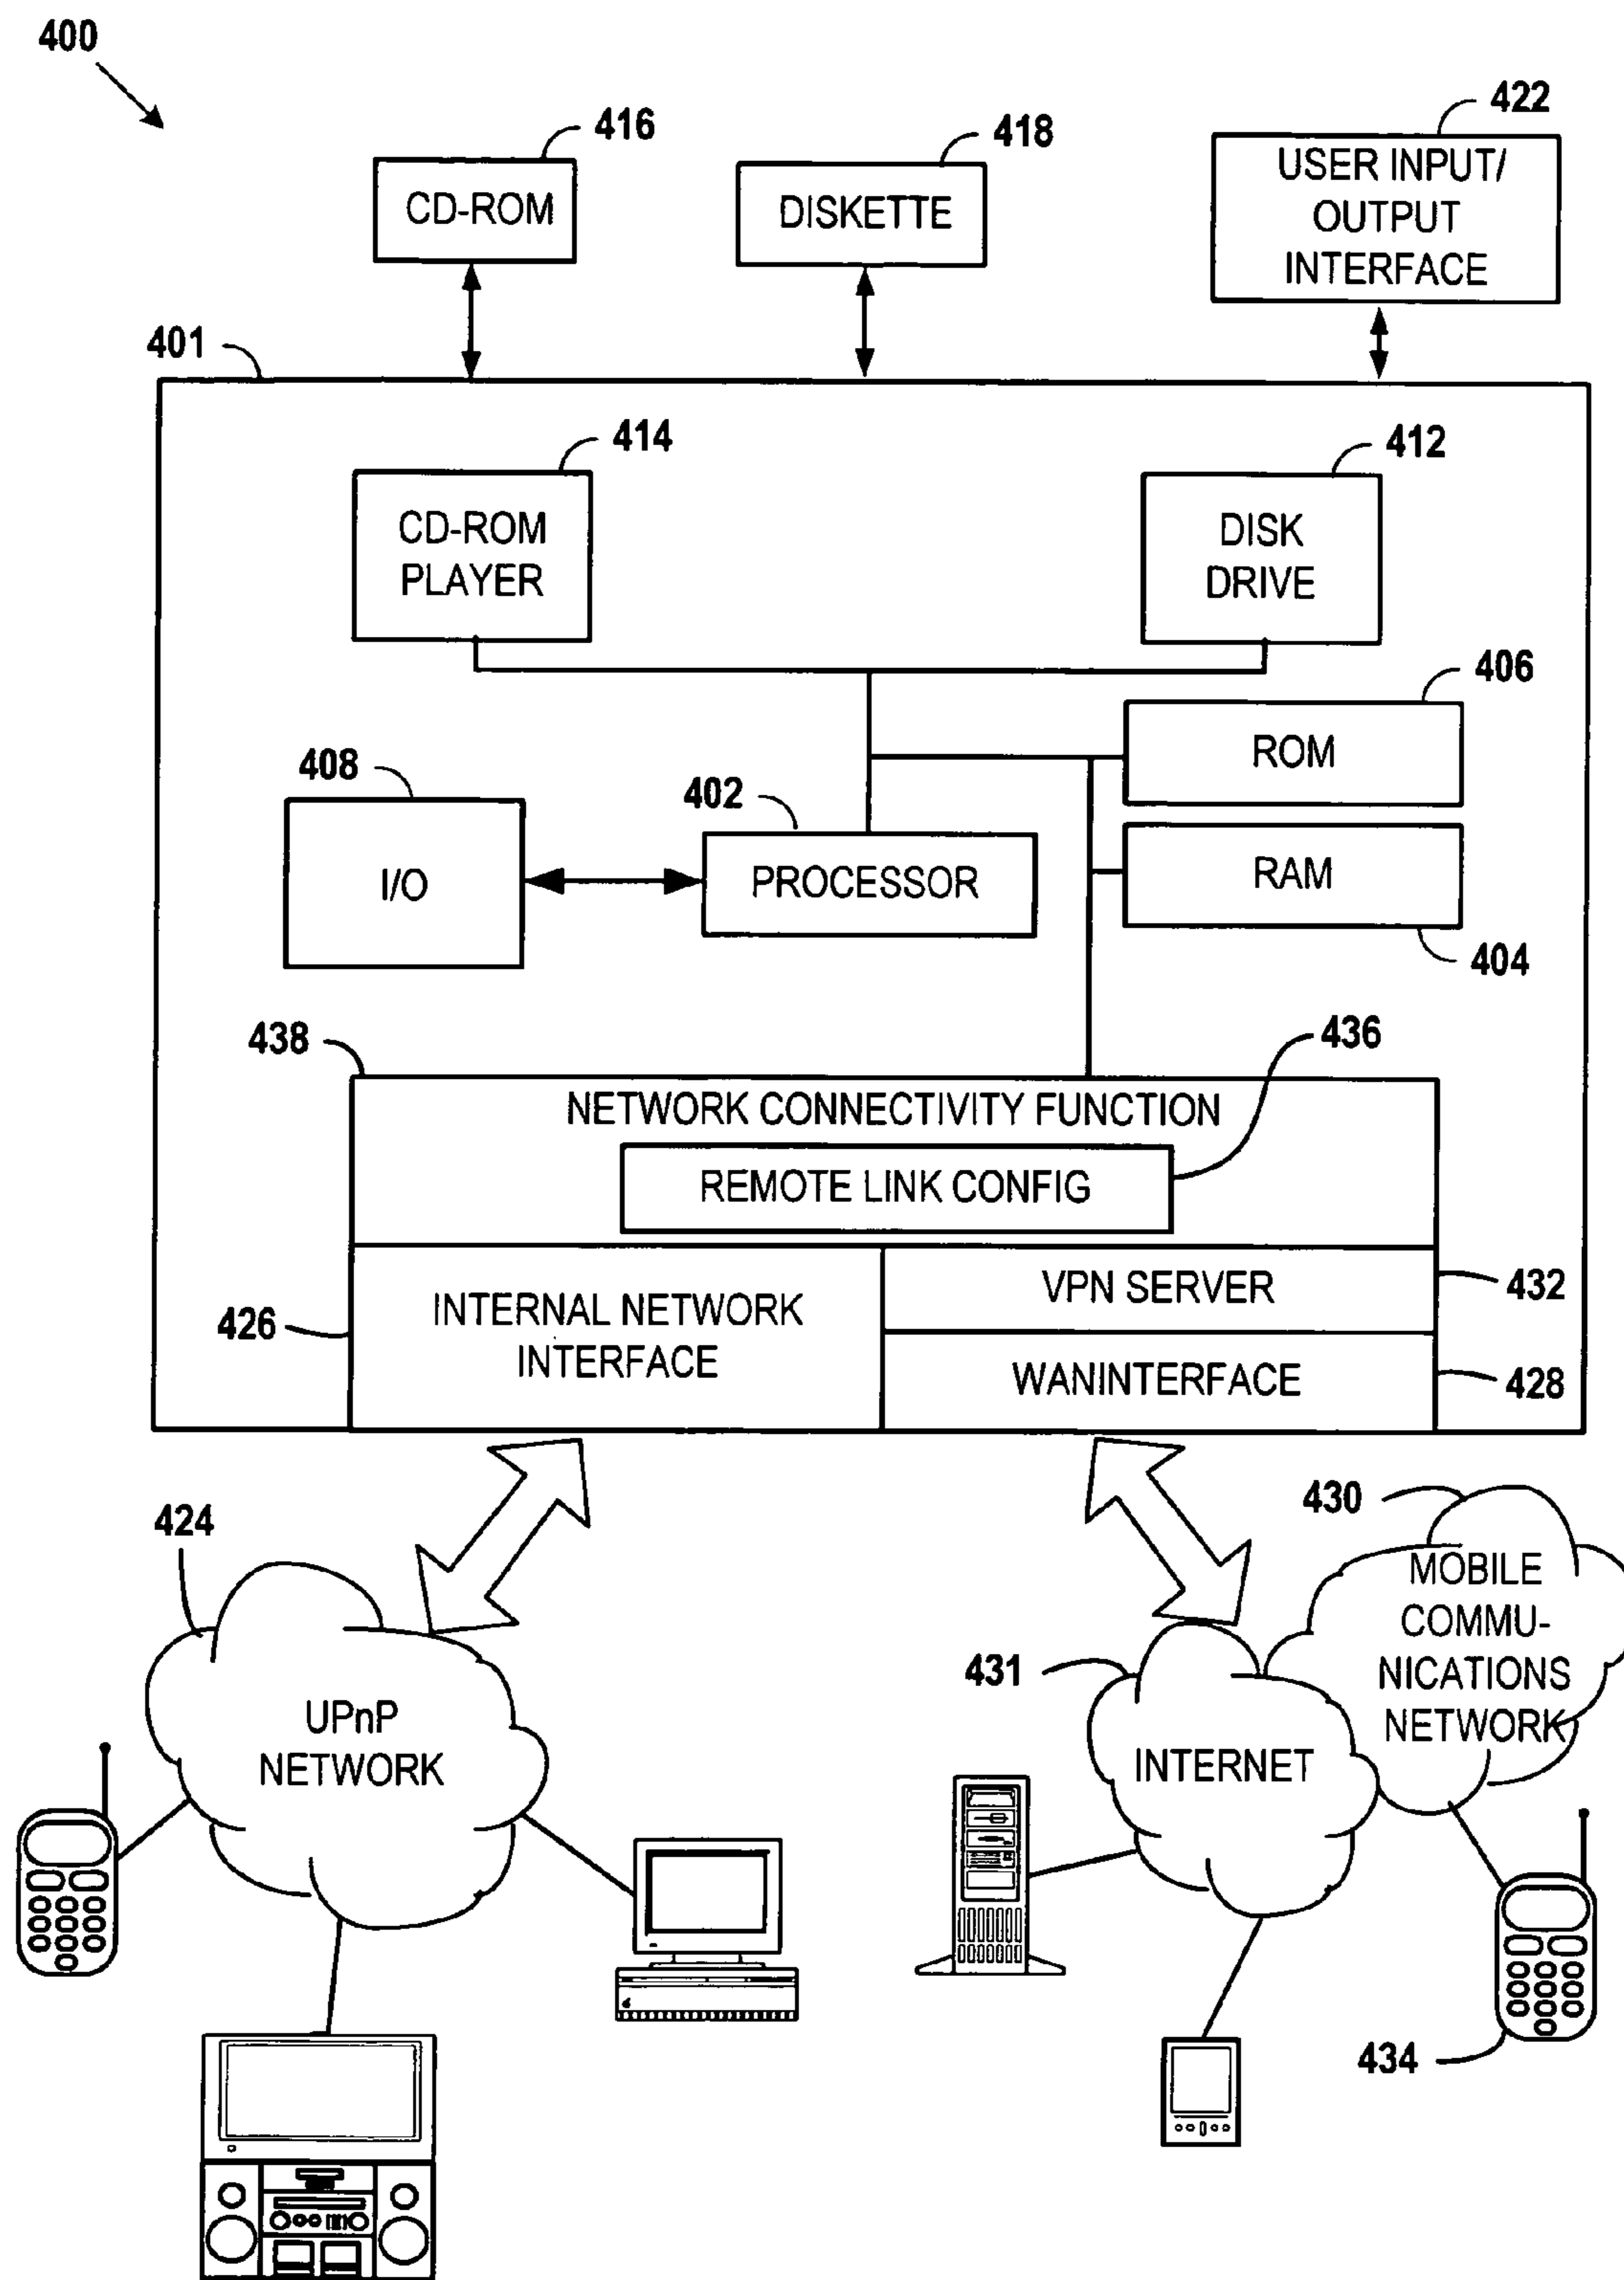 400
416
CD-ROM
418
DISKETTE
422
USER INPUT/
OUTPUT
INTERFACE
401
414
CD-ROM
PLAYER
412
DISK
DRIVE
406
ROM
408
I/O
402
PROCESSOR
RAM
404
438
436
NETWORK CONNECTIVITY FUNCTION
REMOTE LINK CONFIG
426
INTERNAL NETWORK
INTERFACE
VPN SERVER
432
WANINTERFACE
428
424
UPnP
NETWORK
430
MOBILE
COMMU-
NICATIONS
NETWORK
431
INTERNET
434